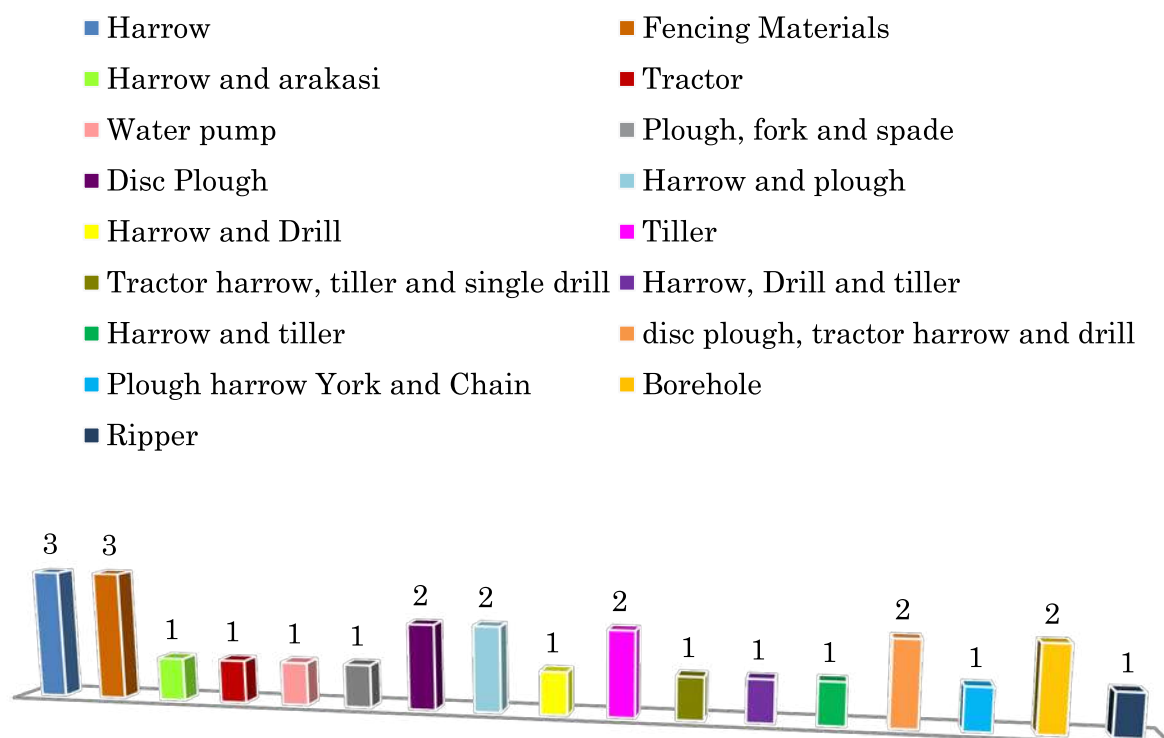 Harrow
Fencing Materials
Harrow and arakasi
Tractor
Water pump
Plough, fork and spade
Disc Plough
Harrow and plough
Harrow and Drill
Tiller
Tractor harrow, tiller and single drill
Harrow, Drill and tiller
Harrow and tiller
disc plough, tractor harrow and drill
Plough harrow York and Chain
Borehole
Ripper
3 3 1 1 1 1 2 2 1 2 1 1 1 2 1 2 1